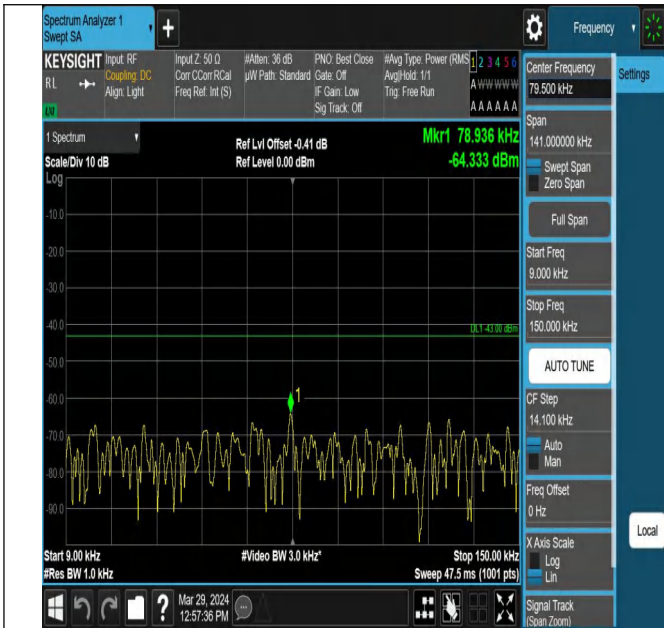 Spectrum Analyzer 1
Swept SA
Frequency
KEYSIGHT
RL
LXI
Input: RF
Coupling: DC
Align: Light
Input Z: 50 Ω
Corr CCorr RCal
Freq Ref: Int (S)
#Atten: 36 dB
µW Path: Standard
PNO: Best Close
Gate: Off
IF Gain: Low
Sig Track: Off
#Avg Type: Power (RMS
Avg|Hold: 1/1
Trig: Free Run
1 2 3 4 5 6
A W W W W W
A A A A A A
1 Spectrum
Scale/Div 10 dB
Ref Lvl Offset -0.41 dB
Ref Level 0.00 dBm
Mkr1 78.936 kHz
-64.333 dBm
Log
-10.0
-20.0
-30.0
-40.0
DL1 -43.00 dBm
-50.0
-60.0
1
-70.0
-80.0
-90.0
Start 9.00 kHz
#Res BW 1.0 kHz
#Video BW 3.0 kHz*
Stop 150.00 kHz
Sweep 47.5 ms (1001 pts)
Mar 29, 2024
12:57:36 PM
Center Frequency
79.500 kHz
Settings
Span
141.000000 kHz
Swept Span
Zero Span
Full Span
Start Freq
9.000 kHz
Stop Freq
150.000 kHz
AUTO TUNE
CF Step
14.100 kHz
Auto
Man
Freq Offset
0 Hz
Local
X Axis Scale
Log
Lin
Signal Track
(Span Zoom)